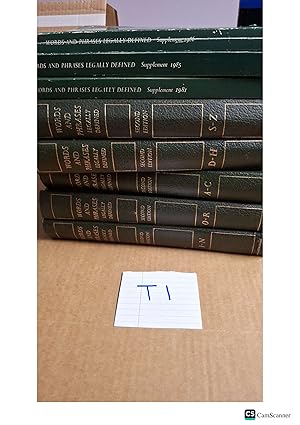 WORDS AND PHRASES LEGALLY DEFINED Supplement 1986
WORDS AND PHRASES LEGALLY DEFINED Supplement 1985
WORDS AND PHRASES LEGALLY DEFINED Supplement 1981
WORDS
AND
PHRASES
LEGALLY
DEFINED
SECOND
EDITION
S-Z
WORDS
AND
PHRASES
LEGALLY
DEFINED
SECOND
EDITION
D-H
WORDS
AND
PHRASES
LEGALLY
DEFINED
SECOND
EDITION
A-C
WORDS
AND
PHRASES
LEGALLY
DEFINED
SECOND
EDITION
O-R
WORDS
AND
PHRASES
LEGALLY
DEFINED
SECOND
EDITION
I-N
T1
CS CamScanner